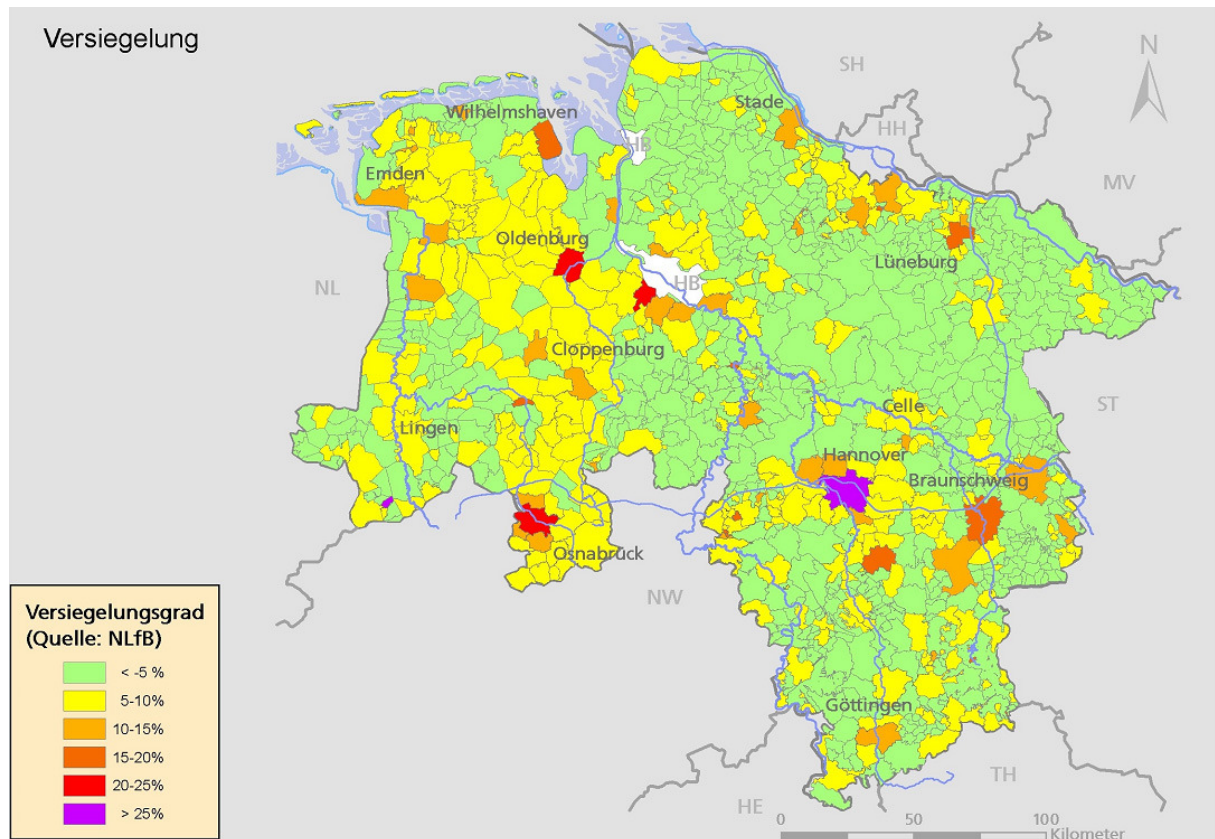 Versiegelung
N
SH
Stade
Wilhelmshaven
HH
HB
MV
Emden
Oldenburg
Lüneburg
NL
HB
Cloppenburg
Celle
ST
Lingen
Hannover
Braunschweig
Osnabrück
NW
Versiegelungsgrad
(Quelle: NLfB)
< -5 %
5-10%
10-15%
15-20%
20-25%
> 25%
Göttingen
TH
HE
0 50 100
Kilometer